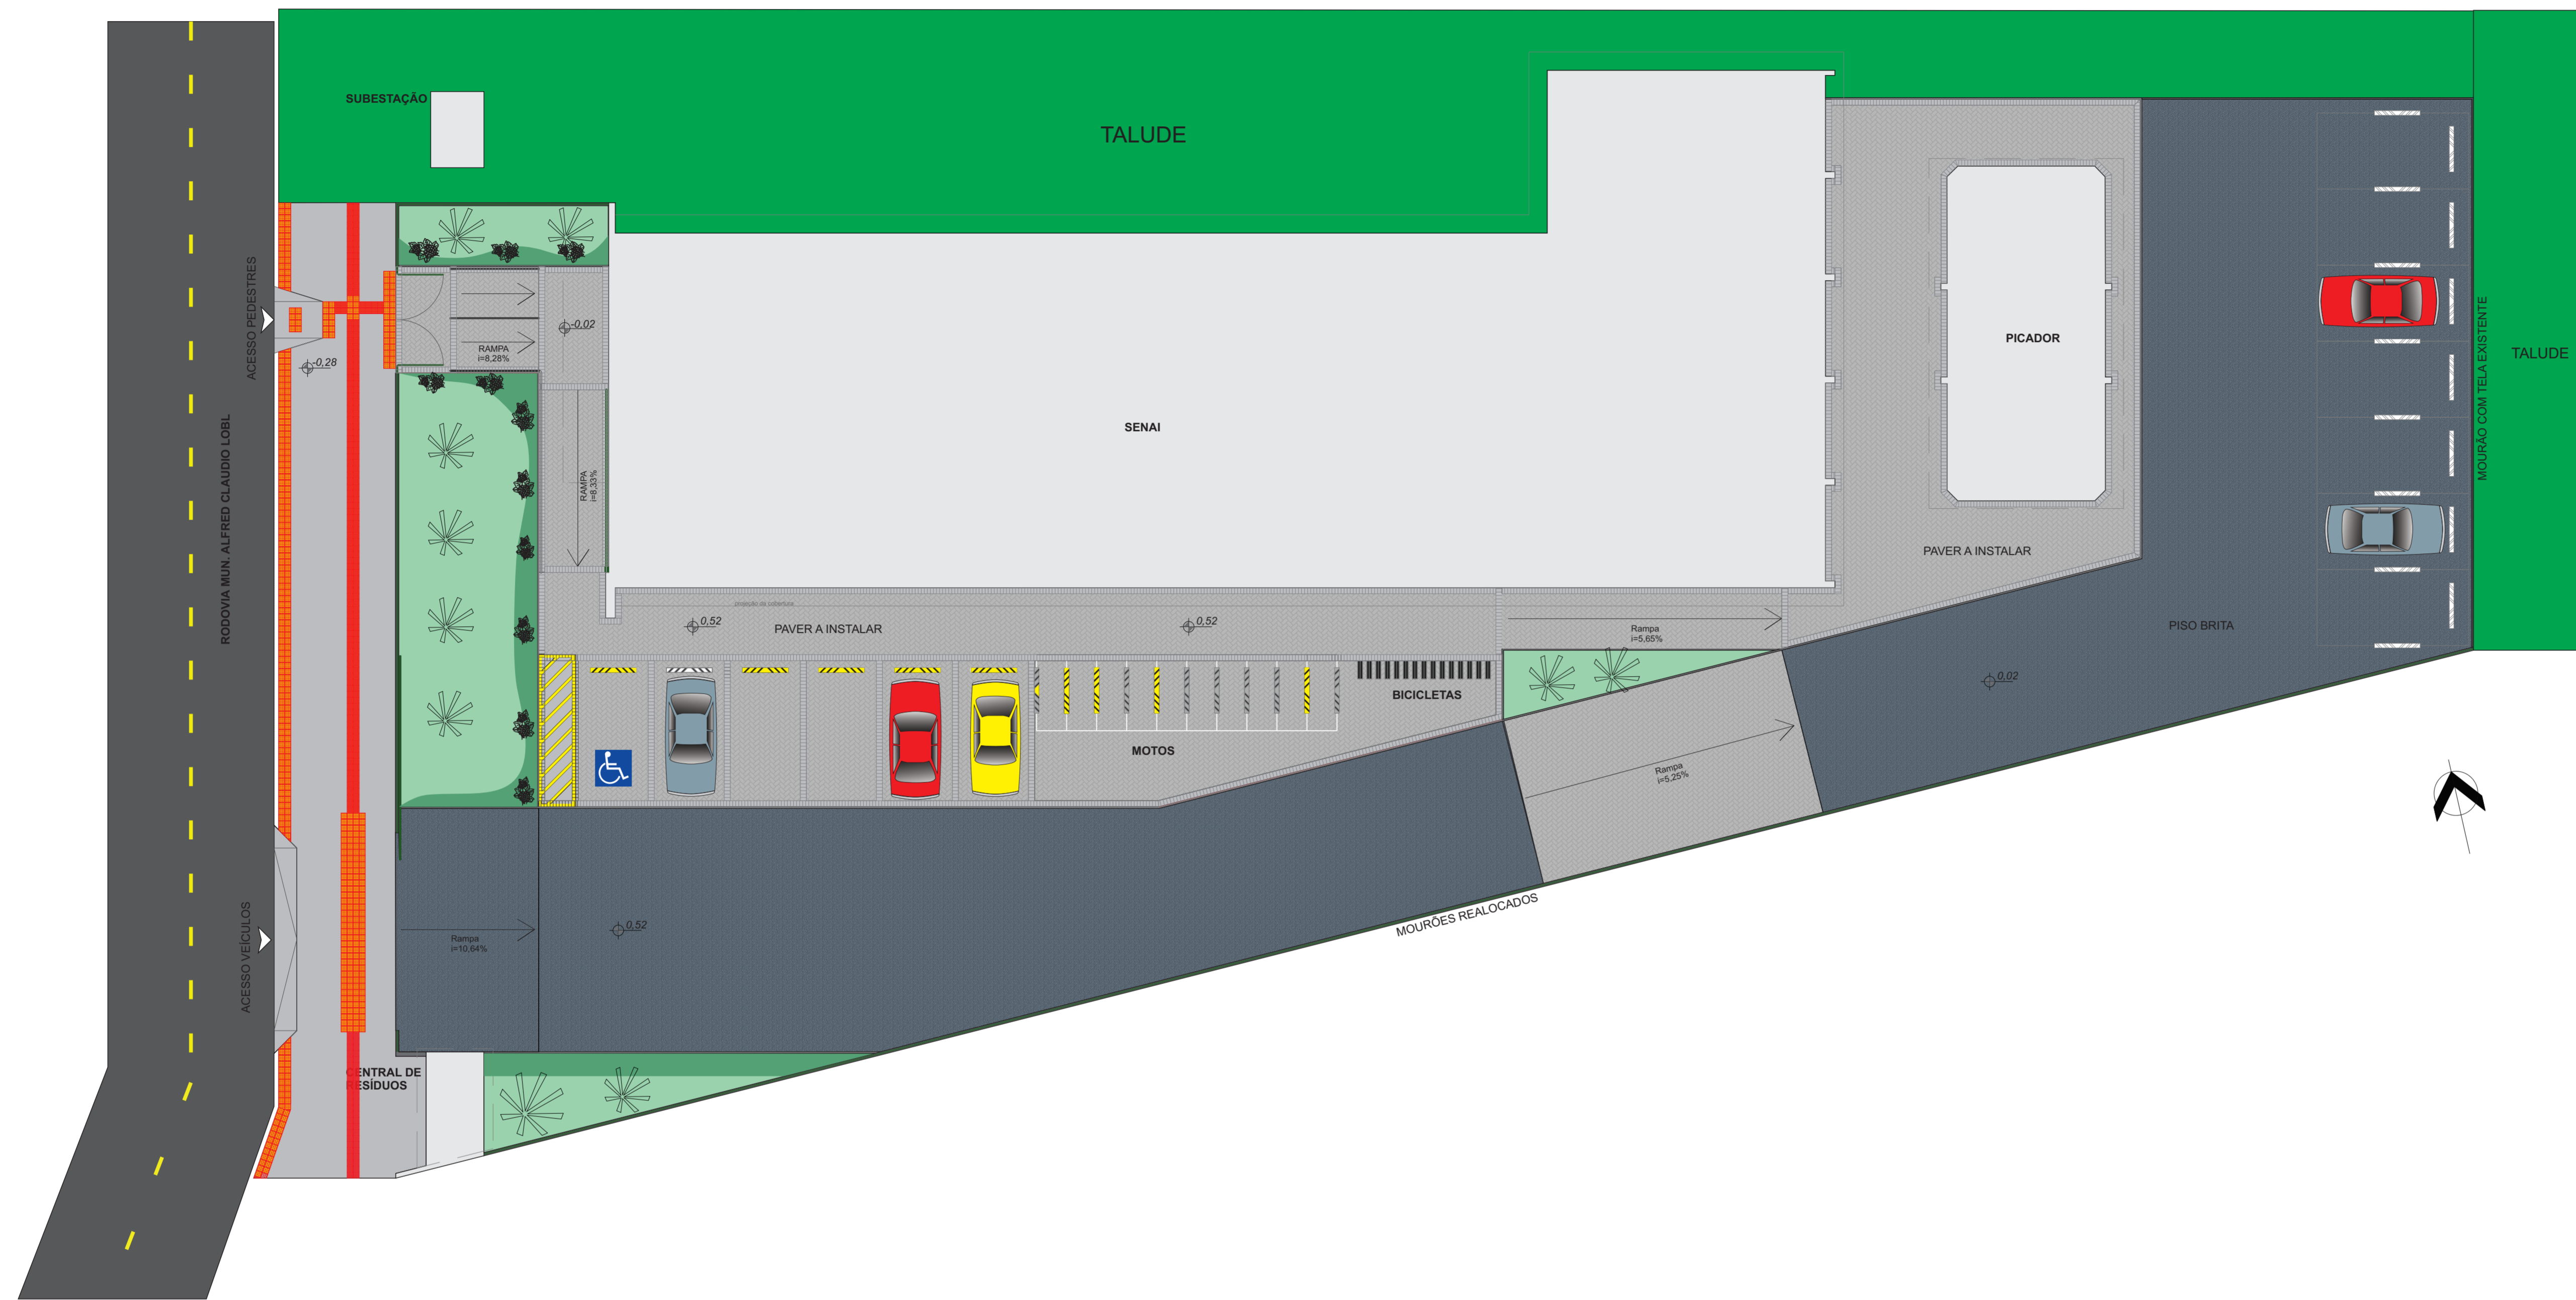 SUBESTAÇÃO
TALUDE
ACESSO PEDESTRES
-0,28
RAMPA
i=8,28%
-0,02
RAMPA
i=8,33%
RODOVIA MUN. ALFRED CLAUDIO LOBL
SENAI
PICADOR
MOURÃO COM TELA EXISTENTE
TALUDE
PAVER A INSTALAR
projeção da cobertura
0,52
PAVER A INSTALAR
0,52
Rampa
i=5,65%
PISO BRITA
0,02
BICICLETAS
MOTOS
Rampa
i=5,25%
ACESSO VEÍCULOS
Rampa
i=10,64%
0,52
MOURÕES REALOCADOS
CENTRAL DE
RESÍDUOS